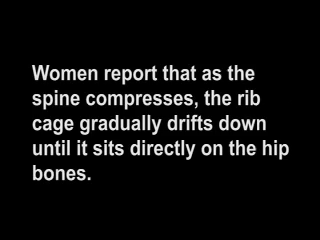 Women report that as the
spine compresses, the rib
cage gradually drifts down
until it sits directly on the hip
bones.